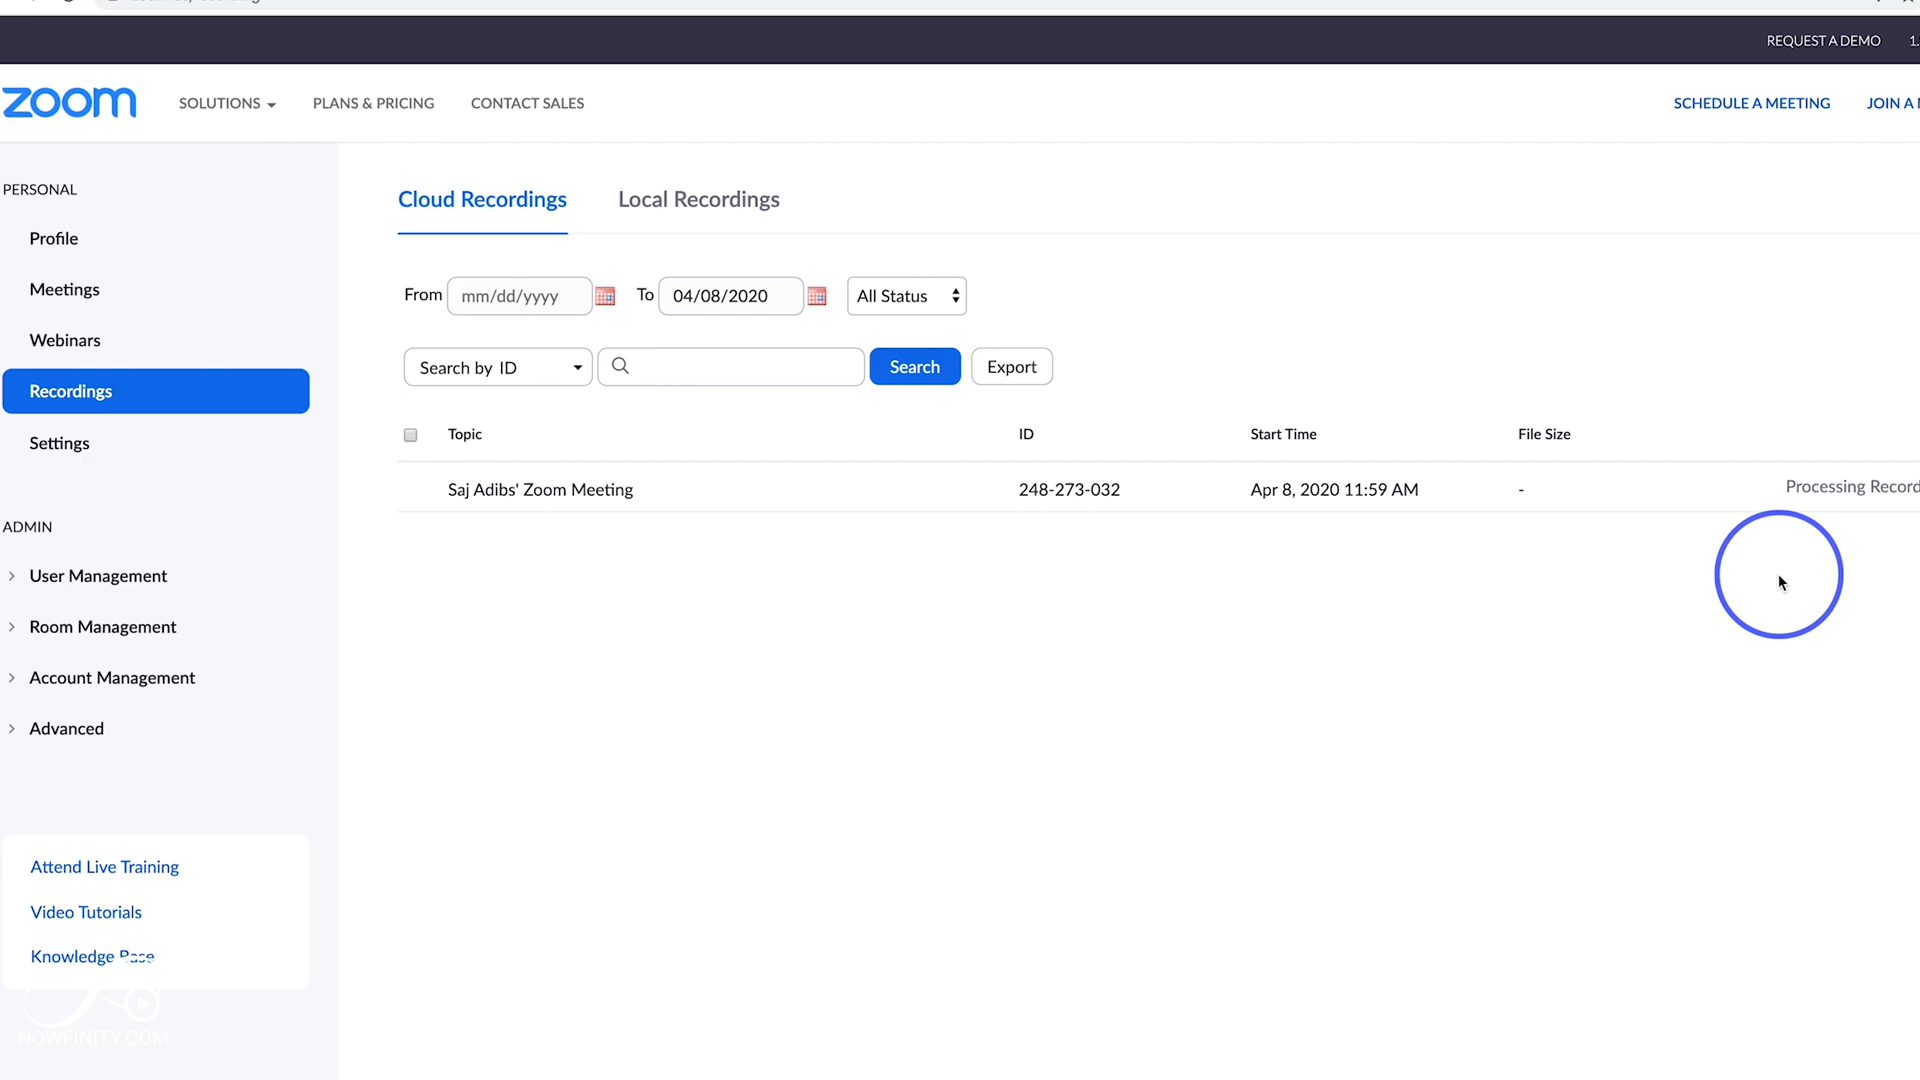 REQUEST A DEMO 1.
zoom SOLUTIONS PLANS & PRICING CONTACT SALES SCHEDULE A MEETING JOIN A
PERSONAL
Profile
Meetings
Webinars
Recordings
Settings
ADMIN
User Management
Room Management
Account Management
Advanced
Attend Live Training
Video Tutorials
Knowledge Base
HOWFINITY.COM
Cloud Recordings Local Recordings
From mm/dd/yyyy To 04/08/2020 All Status
Search by ID Search Export
Topic ID Start Time File Size
Saj Adibs' Zoom Meeting 248-273-032 Apr 8, 2020 11:59 AM - Processing Record